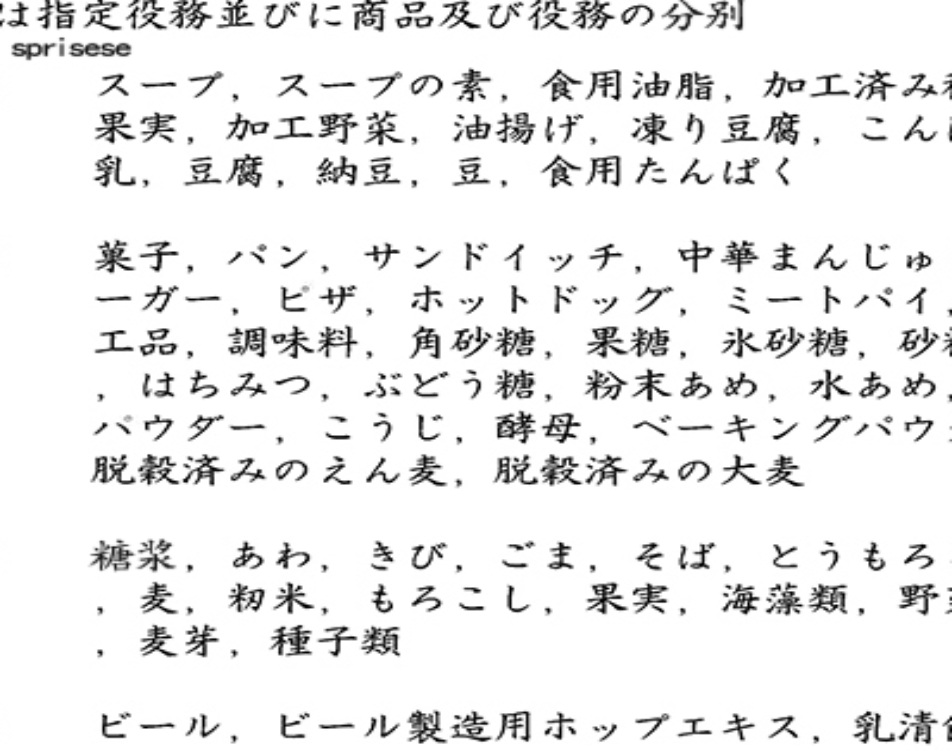 は指定役務並びに商品及び役務の分別
sprisese
スープ，スープの素，食用油脂，加工済み
果実，加工野菜，油揚げ，凍り豆腐，こん
乳，豆腐，納豆，豆，食用たんぱく
菓子，パン，サンドイッチ，中華まんじゅ
ーガー，ピザ，ホットドッグ，ミートパイ，
工品，調味料，角砂糖，果糖，氷砂糖，砂
，はちみつ，ぶどう糖，粉末あめ，水あめ，
パウダー，こうじ，酵母，ベーキングパウ
脱穀済みのえん麦，脱穀済みの大麦
糖漿，あわ，きび，ごま，そば，とうもろ
，麦，籾米，もろこし，果実，海藻類，野
，麦芽，種子類
ビール，ビール製造用ホップエキス，乳清